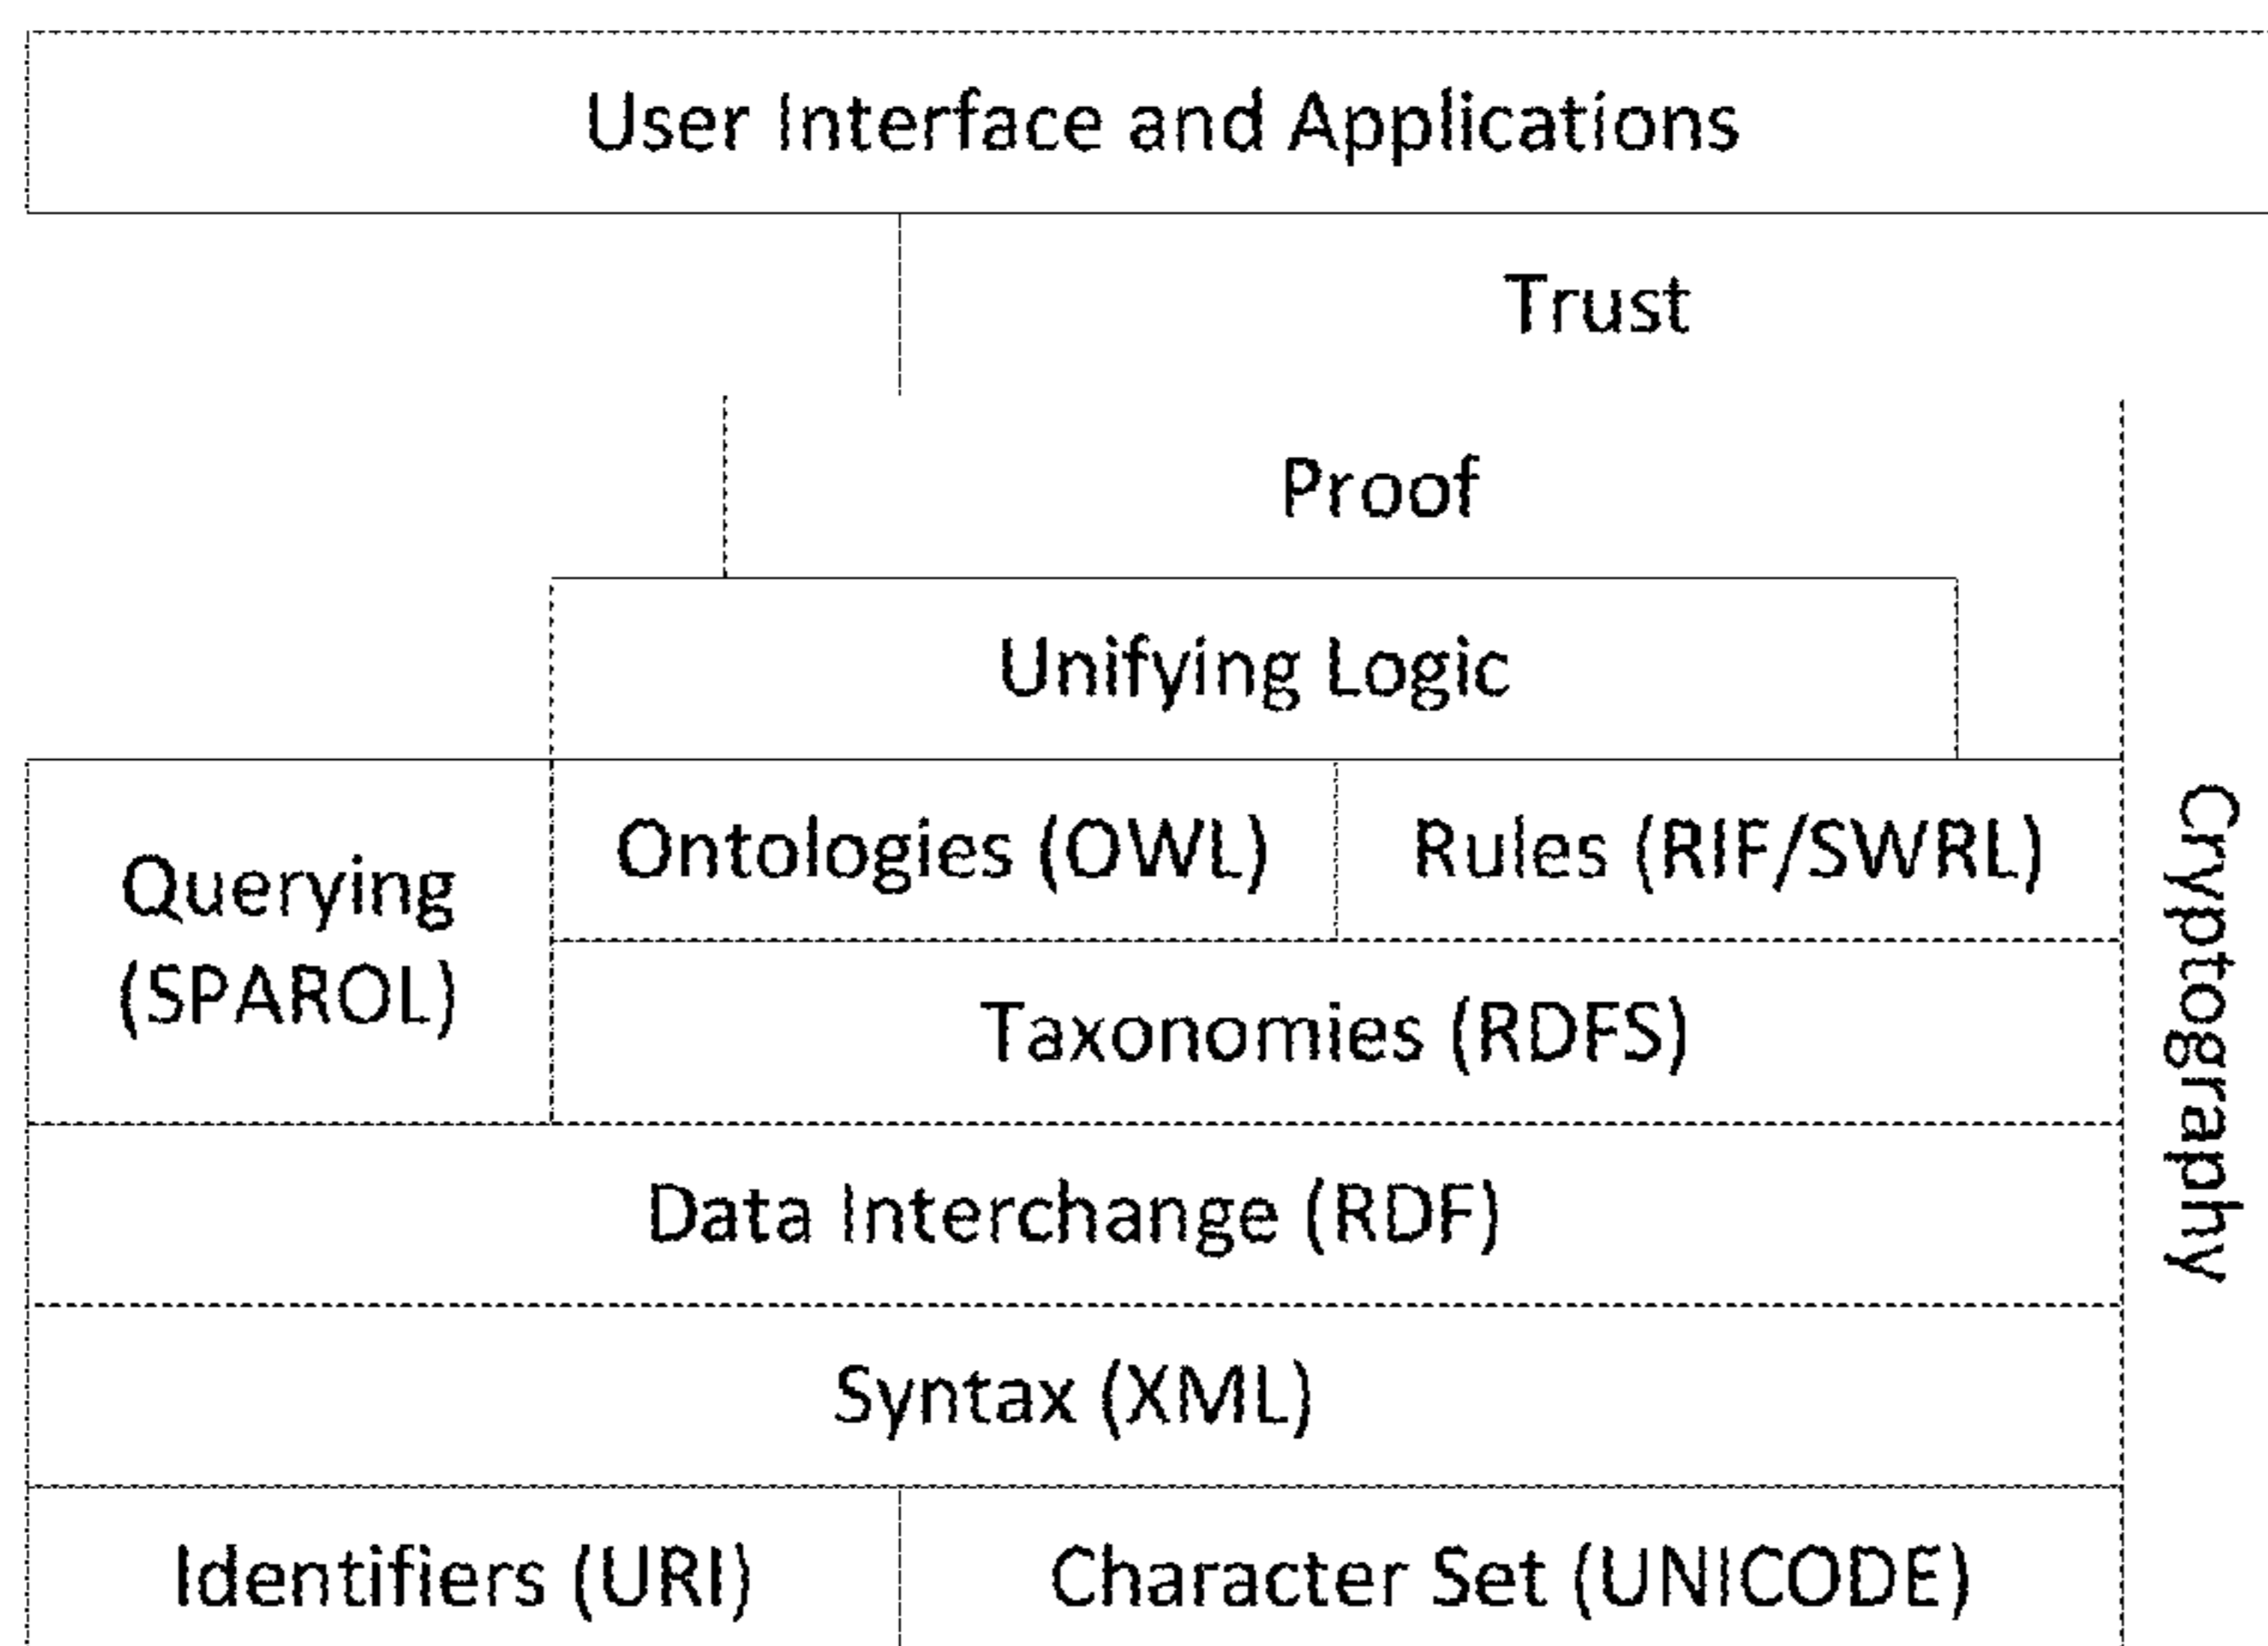 User Interface and Applications
Trust
Proof
Unifying Logic
Querying
(SPAROL)
Ontologies (OWL)
Rules (RIF/SWRL)
Taxonomies (RDFS)
Data Interchange (RDF)
Syntax (XML)
Identifiers (URI)
Character Set (UNICODE)
Cryptography